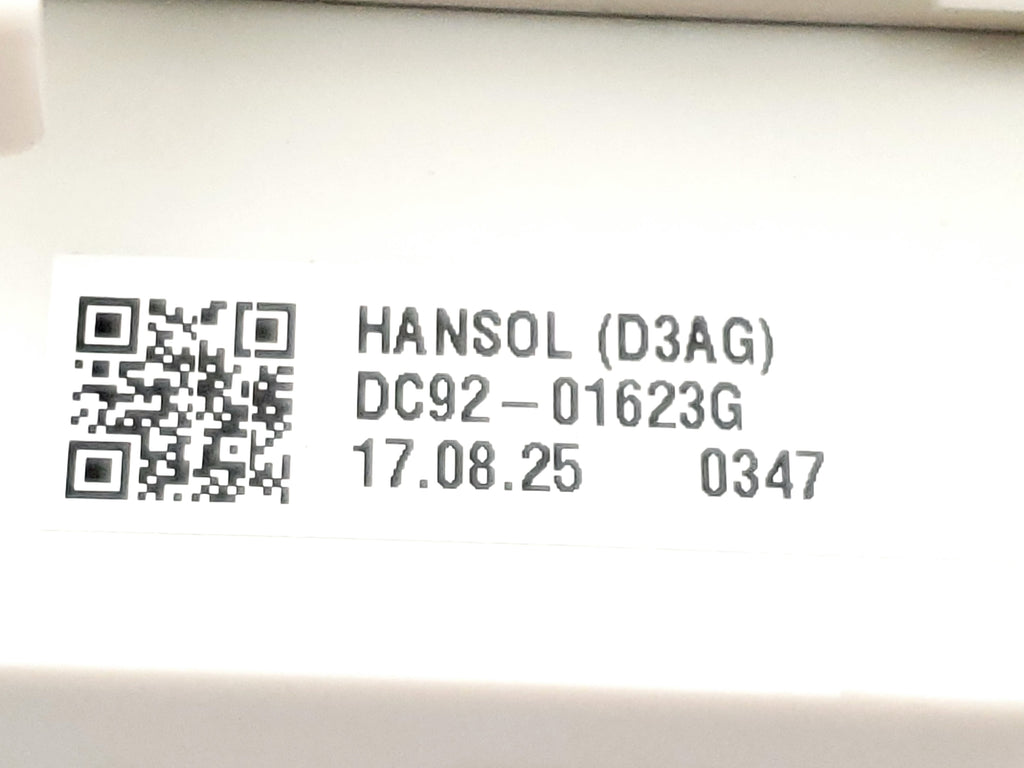 HANSOL (D3AG)
DC92-01623G
17.08.25 0347